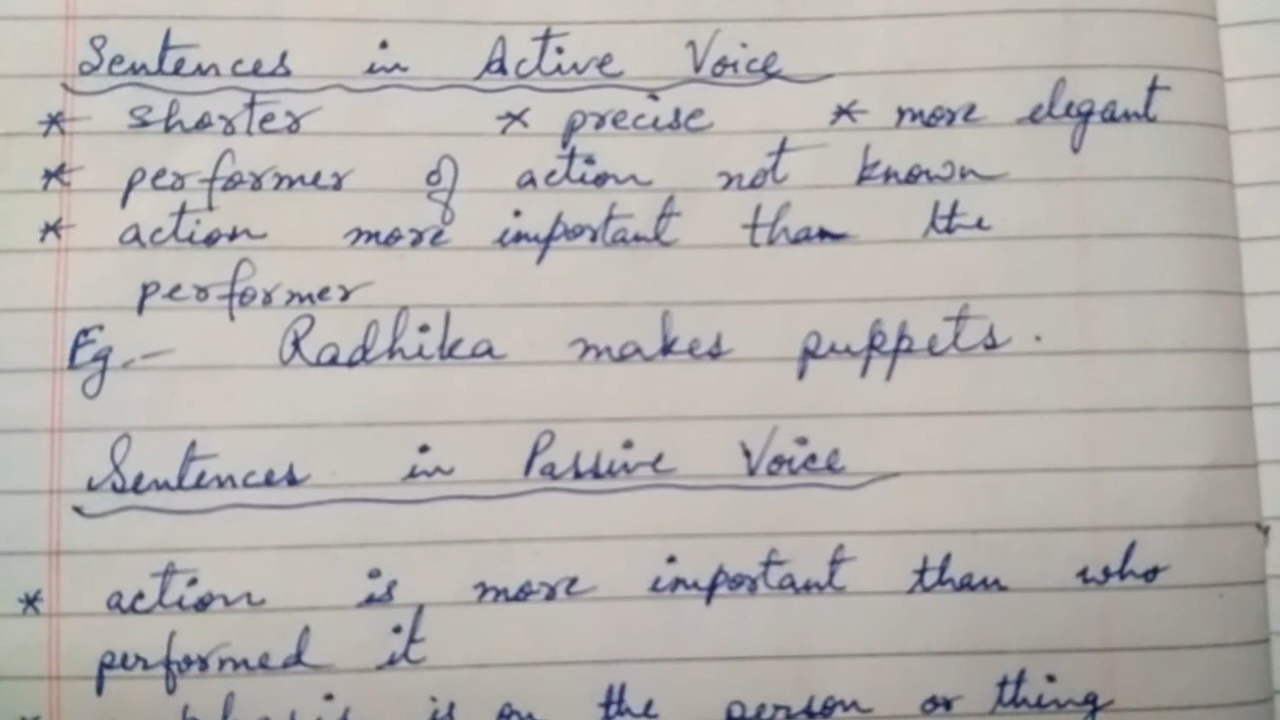 Sentences in Active Voice
* shorter * precise * more elegant
* performer of action not known
* action more important than the
performer
Eg.- Radhika makes puppets.
Sentences in Passive Voice
* action is more important than who
performed it
is on the person or thing